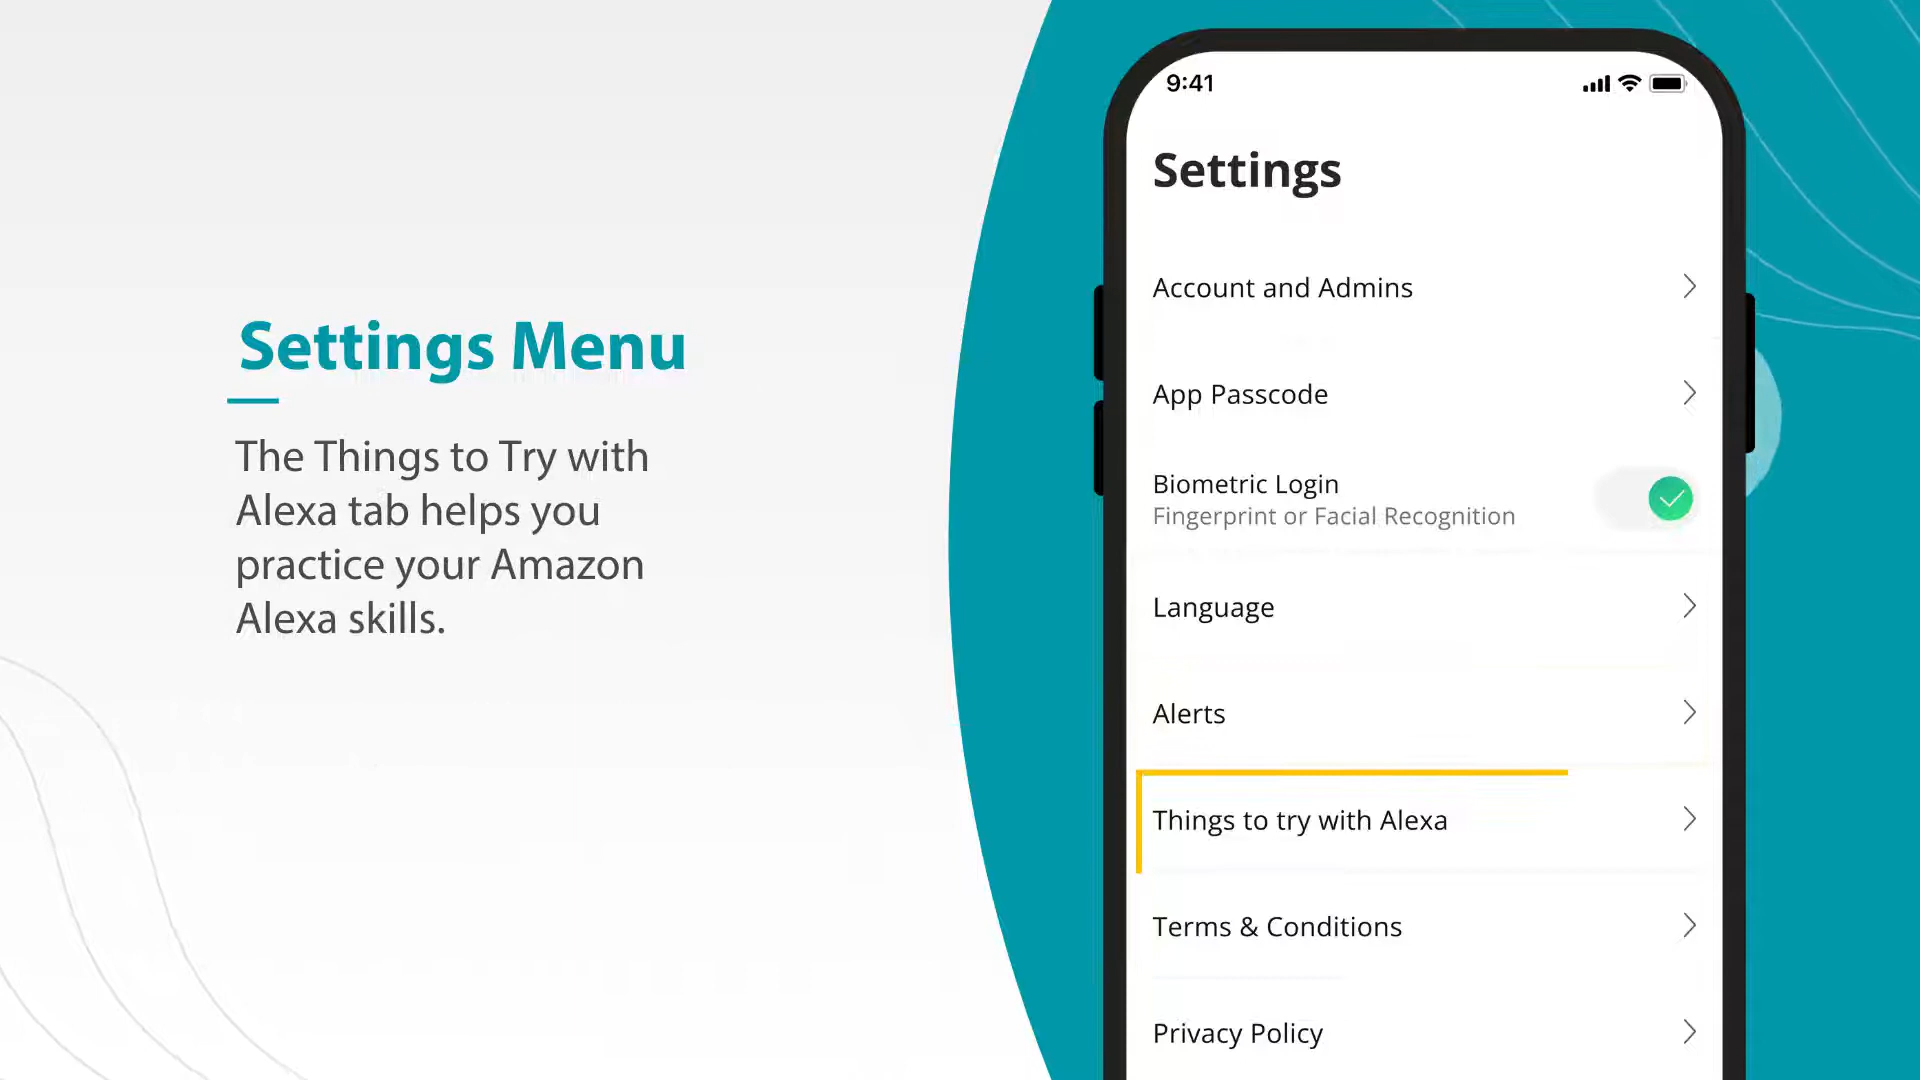 Settings Menu
The Things to Try with
Alexa tab helps you
practice your Amazon
Alexa skills.
9:41
Settings
Account and Admins
App Passcode
Biometric Login
Fingerprint or Facial Recognition
Language
Alerts
Things to try with Alexa
Terms & Conditions
Privacy Policy